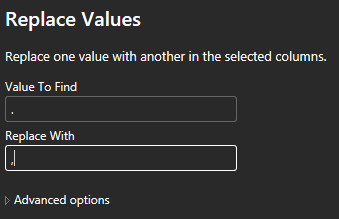 Replace Values
Replace one value with another in the selected columns.
Value To Find
.
Replace With
,
Advanced options